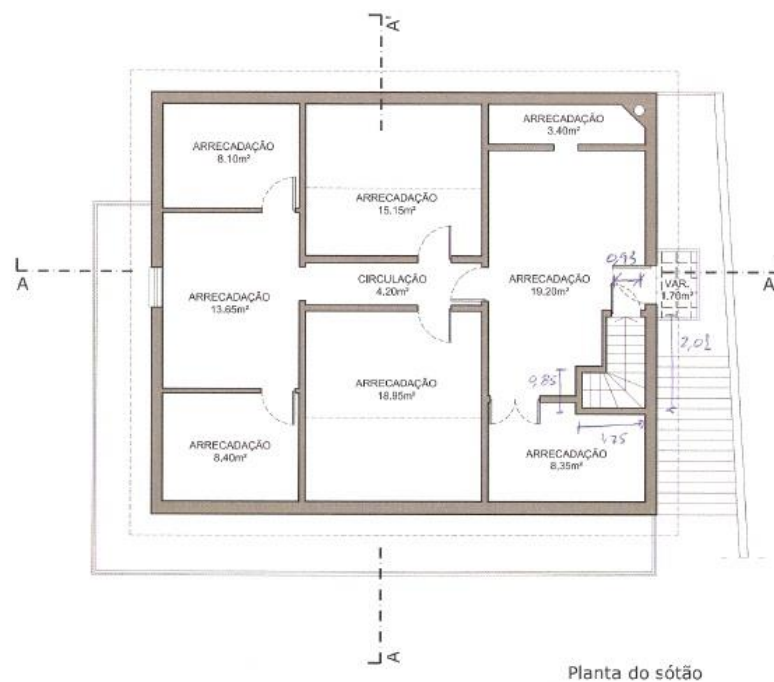 A'
ARRECADAÇÃO
3.40m²
ARRECADAÇÃO
8.10m²
ARRECADAÇÃO
15.15m²
0,93
A
CIRCULAÇÃO
4.20m²
ARRECADAÇÃO
19.20m²
VAR.
1.70m²
A'
ARRECADAÇÃO
13.65m²
2,01
0,85
ARRECADAÇÃO
18.95m²
1,75
ARRECADAÇÃO
8.40m²
ARRECADAÇÃO
8,35m²
A
Planta do sótão